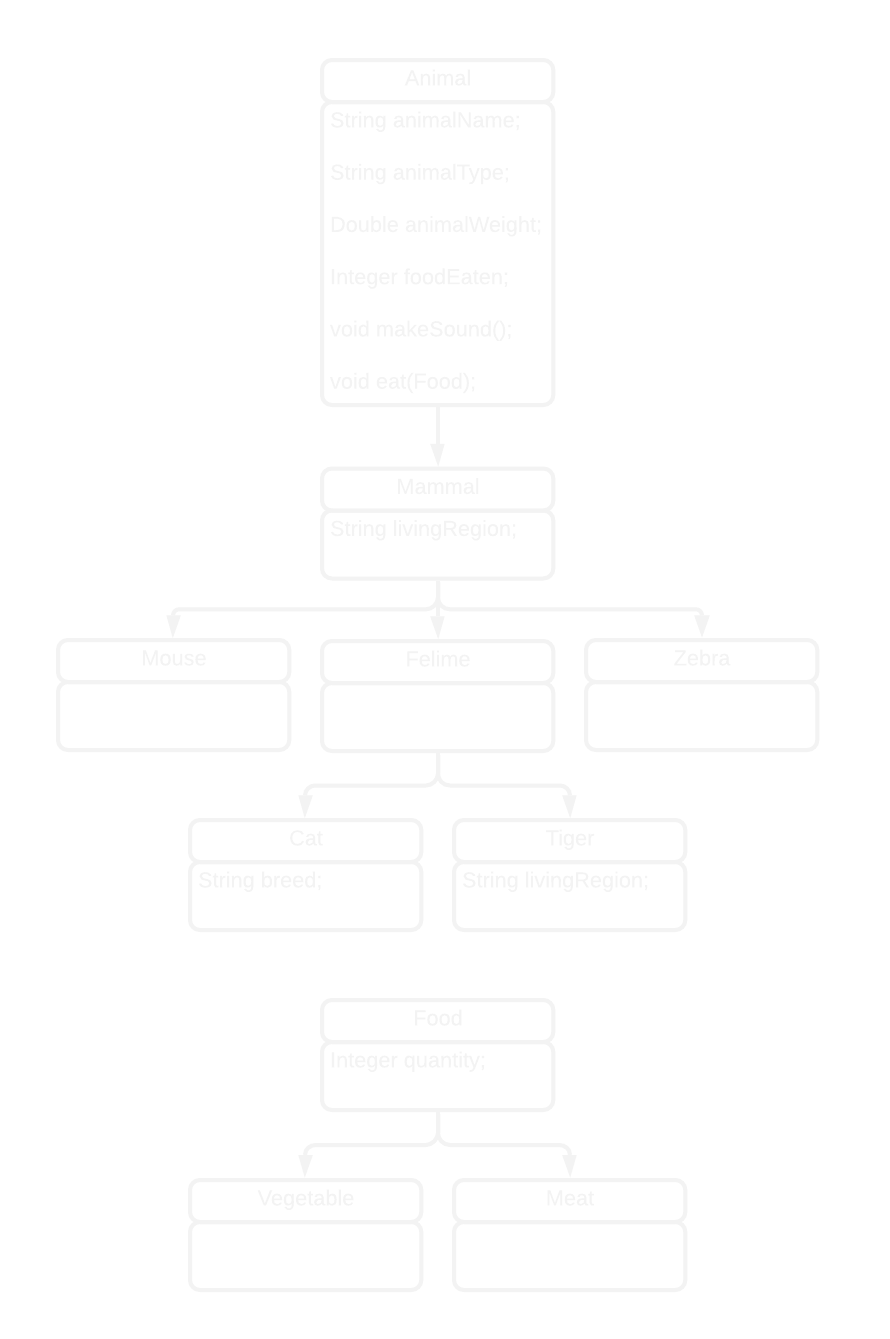 Animal
String animalName;
String animalType;
Double animalWeight;
Integer foodEaten;
void makeSound();
void eat(Food);
Mammal
String livingRegion;
Mouse
Felime
Zebra
Cat
Tiger
String breed;
String livingRegion;
Food
Integer quantity;
Vegetable
Meat